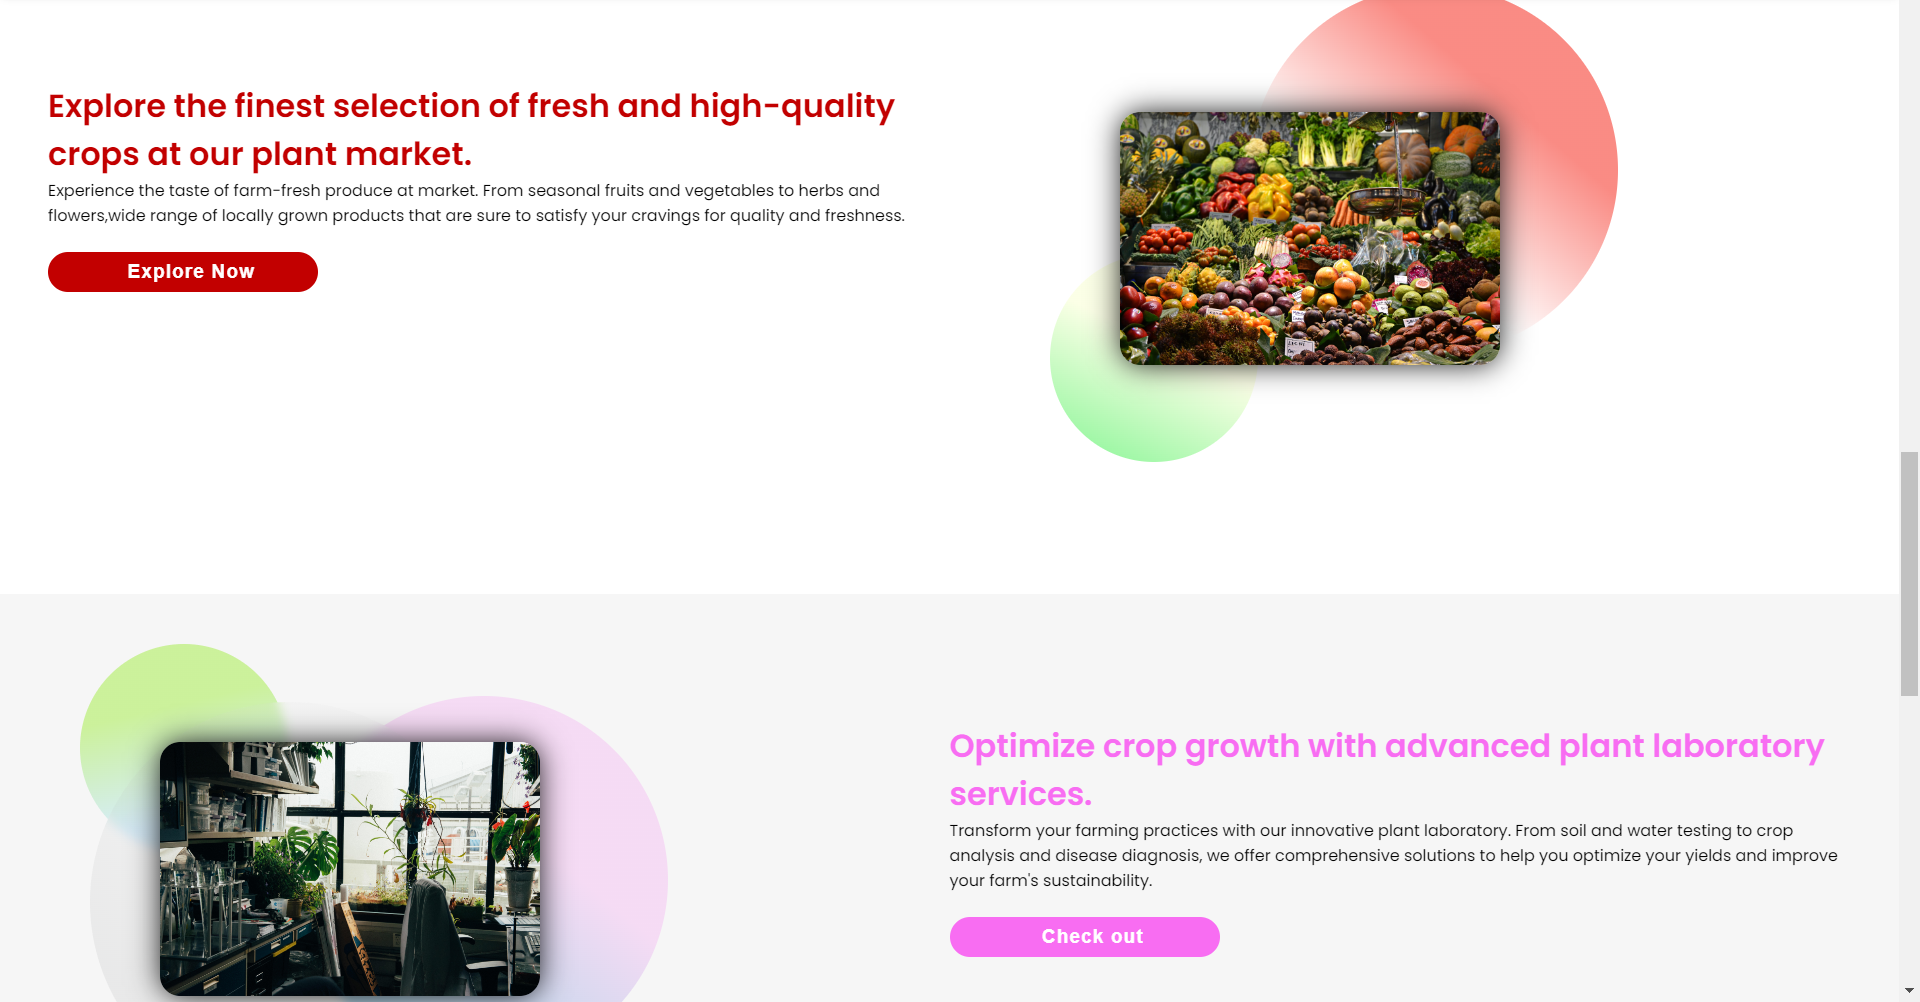 Explore the finest selection of fresh and high-quality
crops at our plant market.
Experience the taste of farm-fresh produce at market. From seasonal fruits and vegetables to herbs and
flowers,wide range of locally grown products that are sure to satisfy your cravings for quality and freshness.
Explore Now
Optimize crop growth with advanced plant laboratory
services.
Transform your farming practices with our innovative plant laboratory. From soil and water testing to crop
analysis and disease diagnosis, we offer comprehensive solutions to help you optimize your yields and improve
your farm's sustainability.
Check out